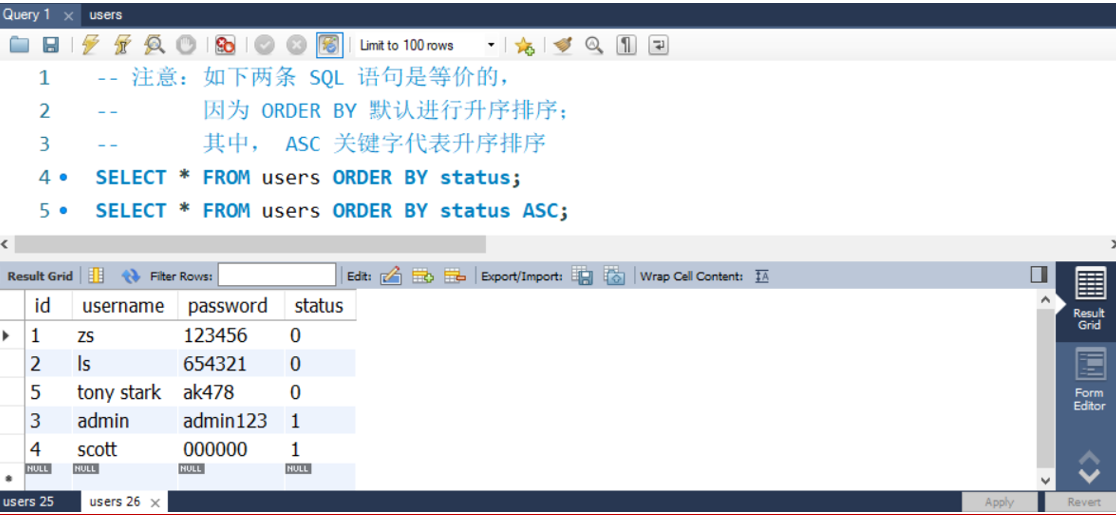 Query 1 × users
Limit to 100 rows
1 -- 注意：如下两条 SQL 语句是等价的，
2 -- 因为 ORDER BY 默认进行升序排序；
3 -- 其中， ASC 关键字代表升序排序
4 SELECT * FROM users ORDER BY status;
5 SELECT * FROM users ORDER BY status ASC;
Result Grid Filter Rows: Edit: Export/Import: Wrap Cell Content: IA
id username password status
1 zs 123456 0
2 ls 654321 0
5 tony stark ak478 0
3 admin admin123 1
4 scott 000000 1
NULL NULL NULL NULL
Result
Grid
Form
Editor
users 25 users 26 × Apply Revert